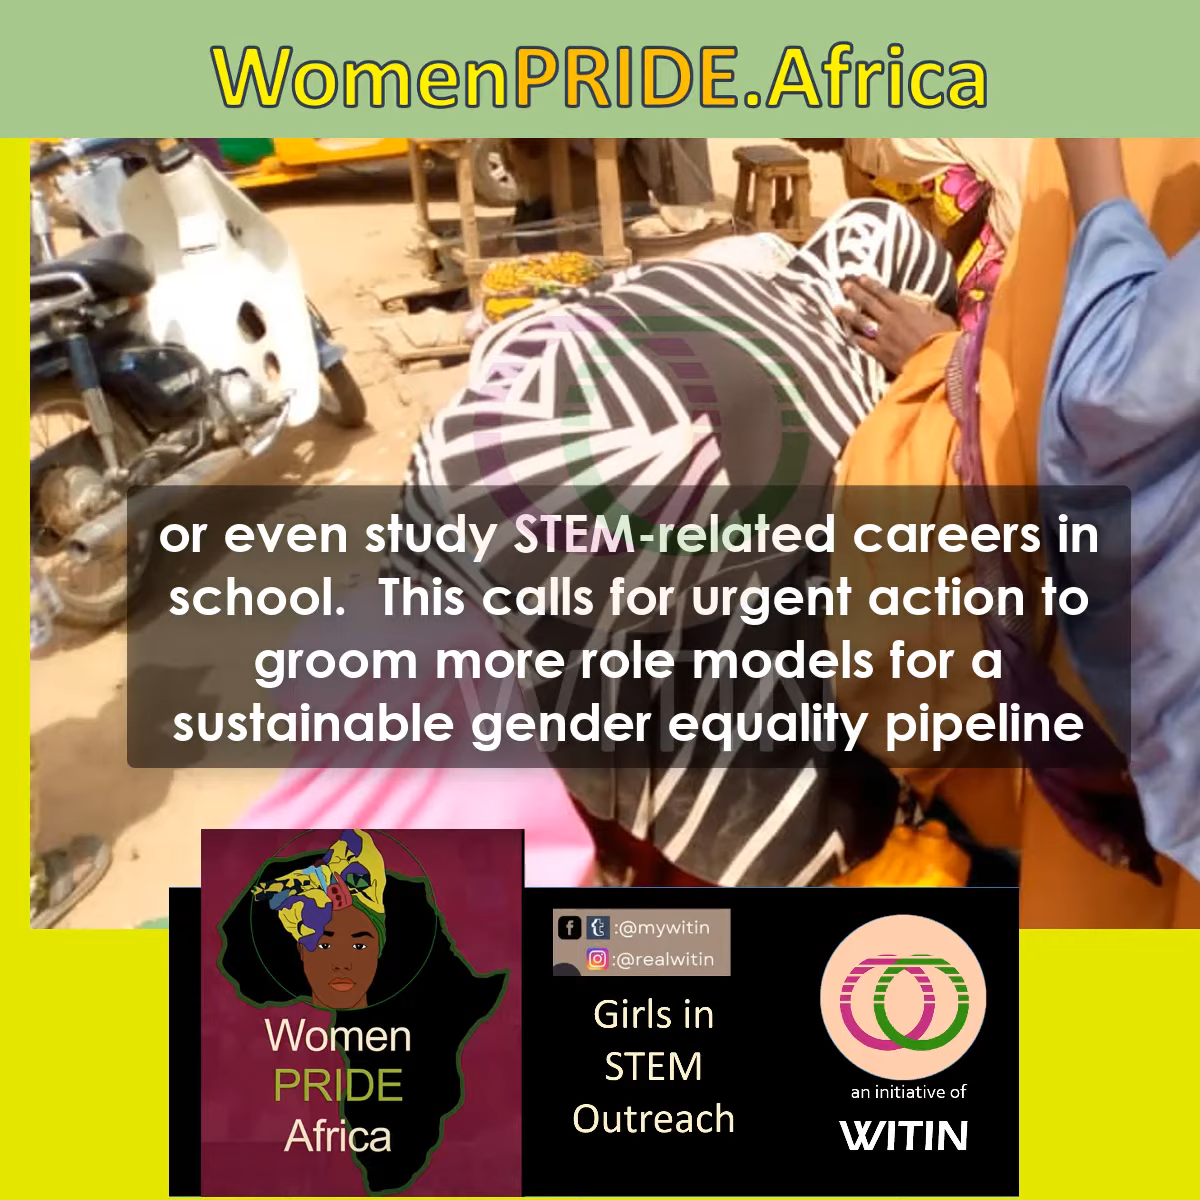 WomenPRIDE.Africa
or even study STEM-related careers in
school. This calls for urgent action to
groom more role models for a
sustainable gender equality pipeline
WITIN
Women
PRIDE
Africa
:@mywitin
:@realwitin
Girls in
STEM
Outreach
an initiative of
WITIN